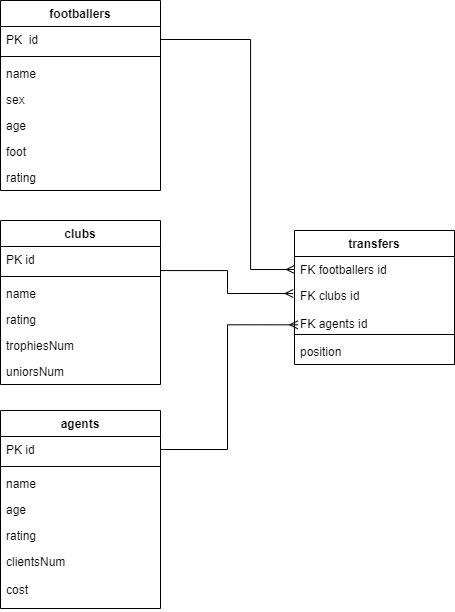 footballers
PK id
name
sex
age
foot
rating
clubs
PK id
name
rating
trophiesNum
uniorsNum
agents
PK id
name
age
rating
clientsNum
cost
transfers
FK footballers id
FK clubs id
FK agents id
position